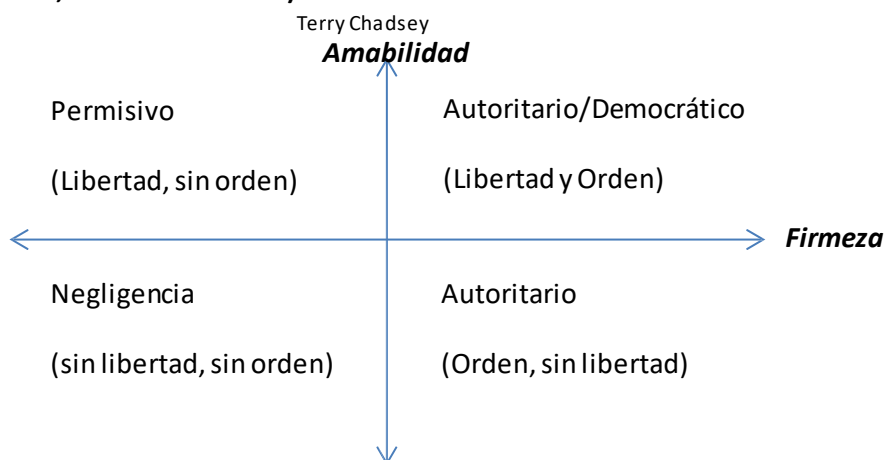 Terry Chadsey
Amabilidad
Permisivo
Autoritario/Democrático
(Libertad, sin orden)
(Libertad y Orden)
Firmeza
Negligencia
Autoritario
(sin libertad, sin orden)
(Orden, sin libertad)